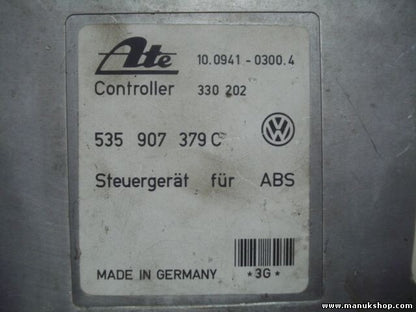 Ate 10.0941-0300.4
Controller 330 202
535 907 379 C VW
Steuergerät für ABS
MADE IN GERMANY *3G*
www.manukshop.com